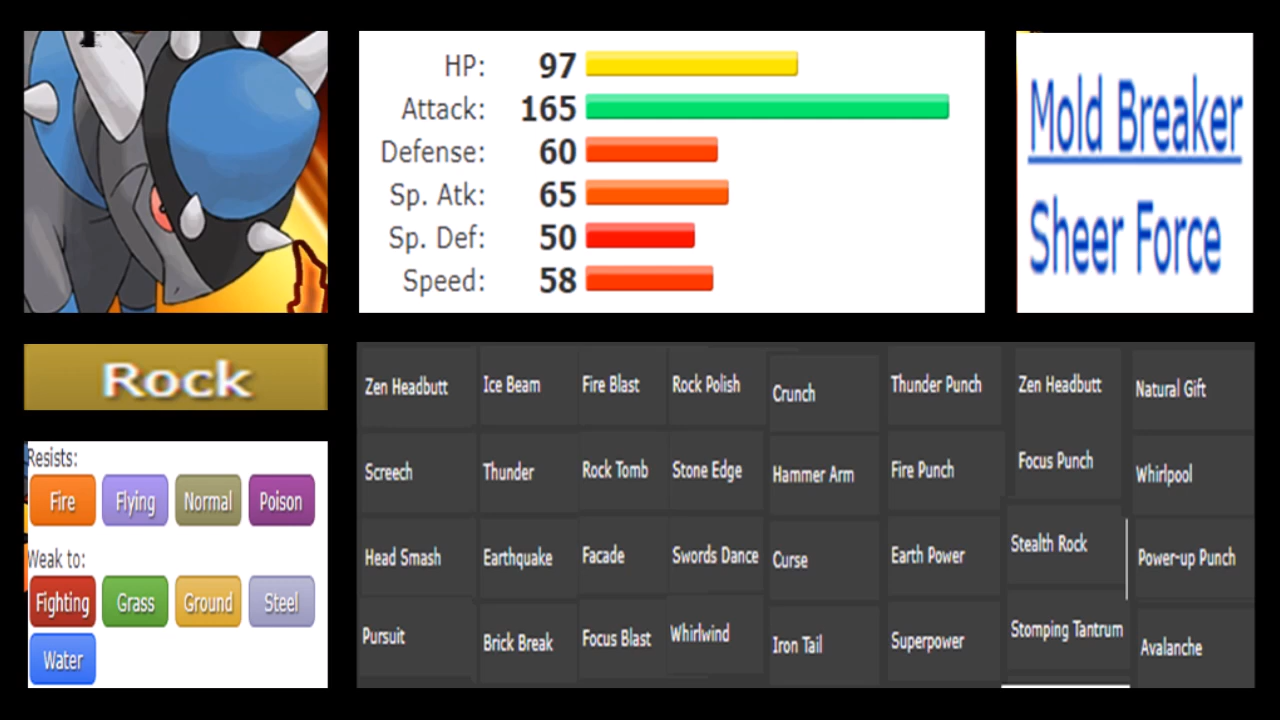 HP: 97
Attack: 165
Defense: 60
Sp. Atk: 65
Sp. Def: 50
Speed: 58
Mold Breaker
Sheer Force
Rock
Resists:
Fire Flying Normal Poison
Weak to:
Fighting Grass Ground Steel
Water
Zen Headbutt Ice Beam Fire Blast Rock Polish Crunch Thunder Punch Zen Headbutt Natural Gift
Screech Thunder Rock Tomb Stone Edge Hammer Arm Fire Punch Focus Punch Whirlpool
Head Smash Earthquake Facade Swords Dance Curse Earth Power Stealth Rock Power-up Punch
Pursuit Brick Break Focus Blast Whirlwind Iron Tail Superpower Stomping Tantrum Avalanche